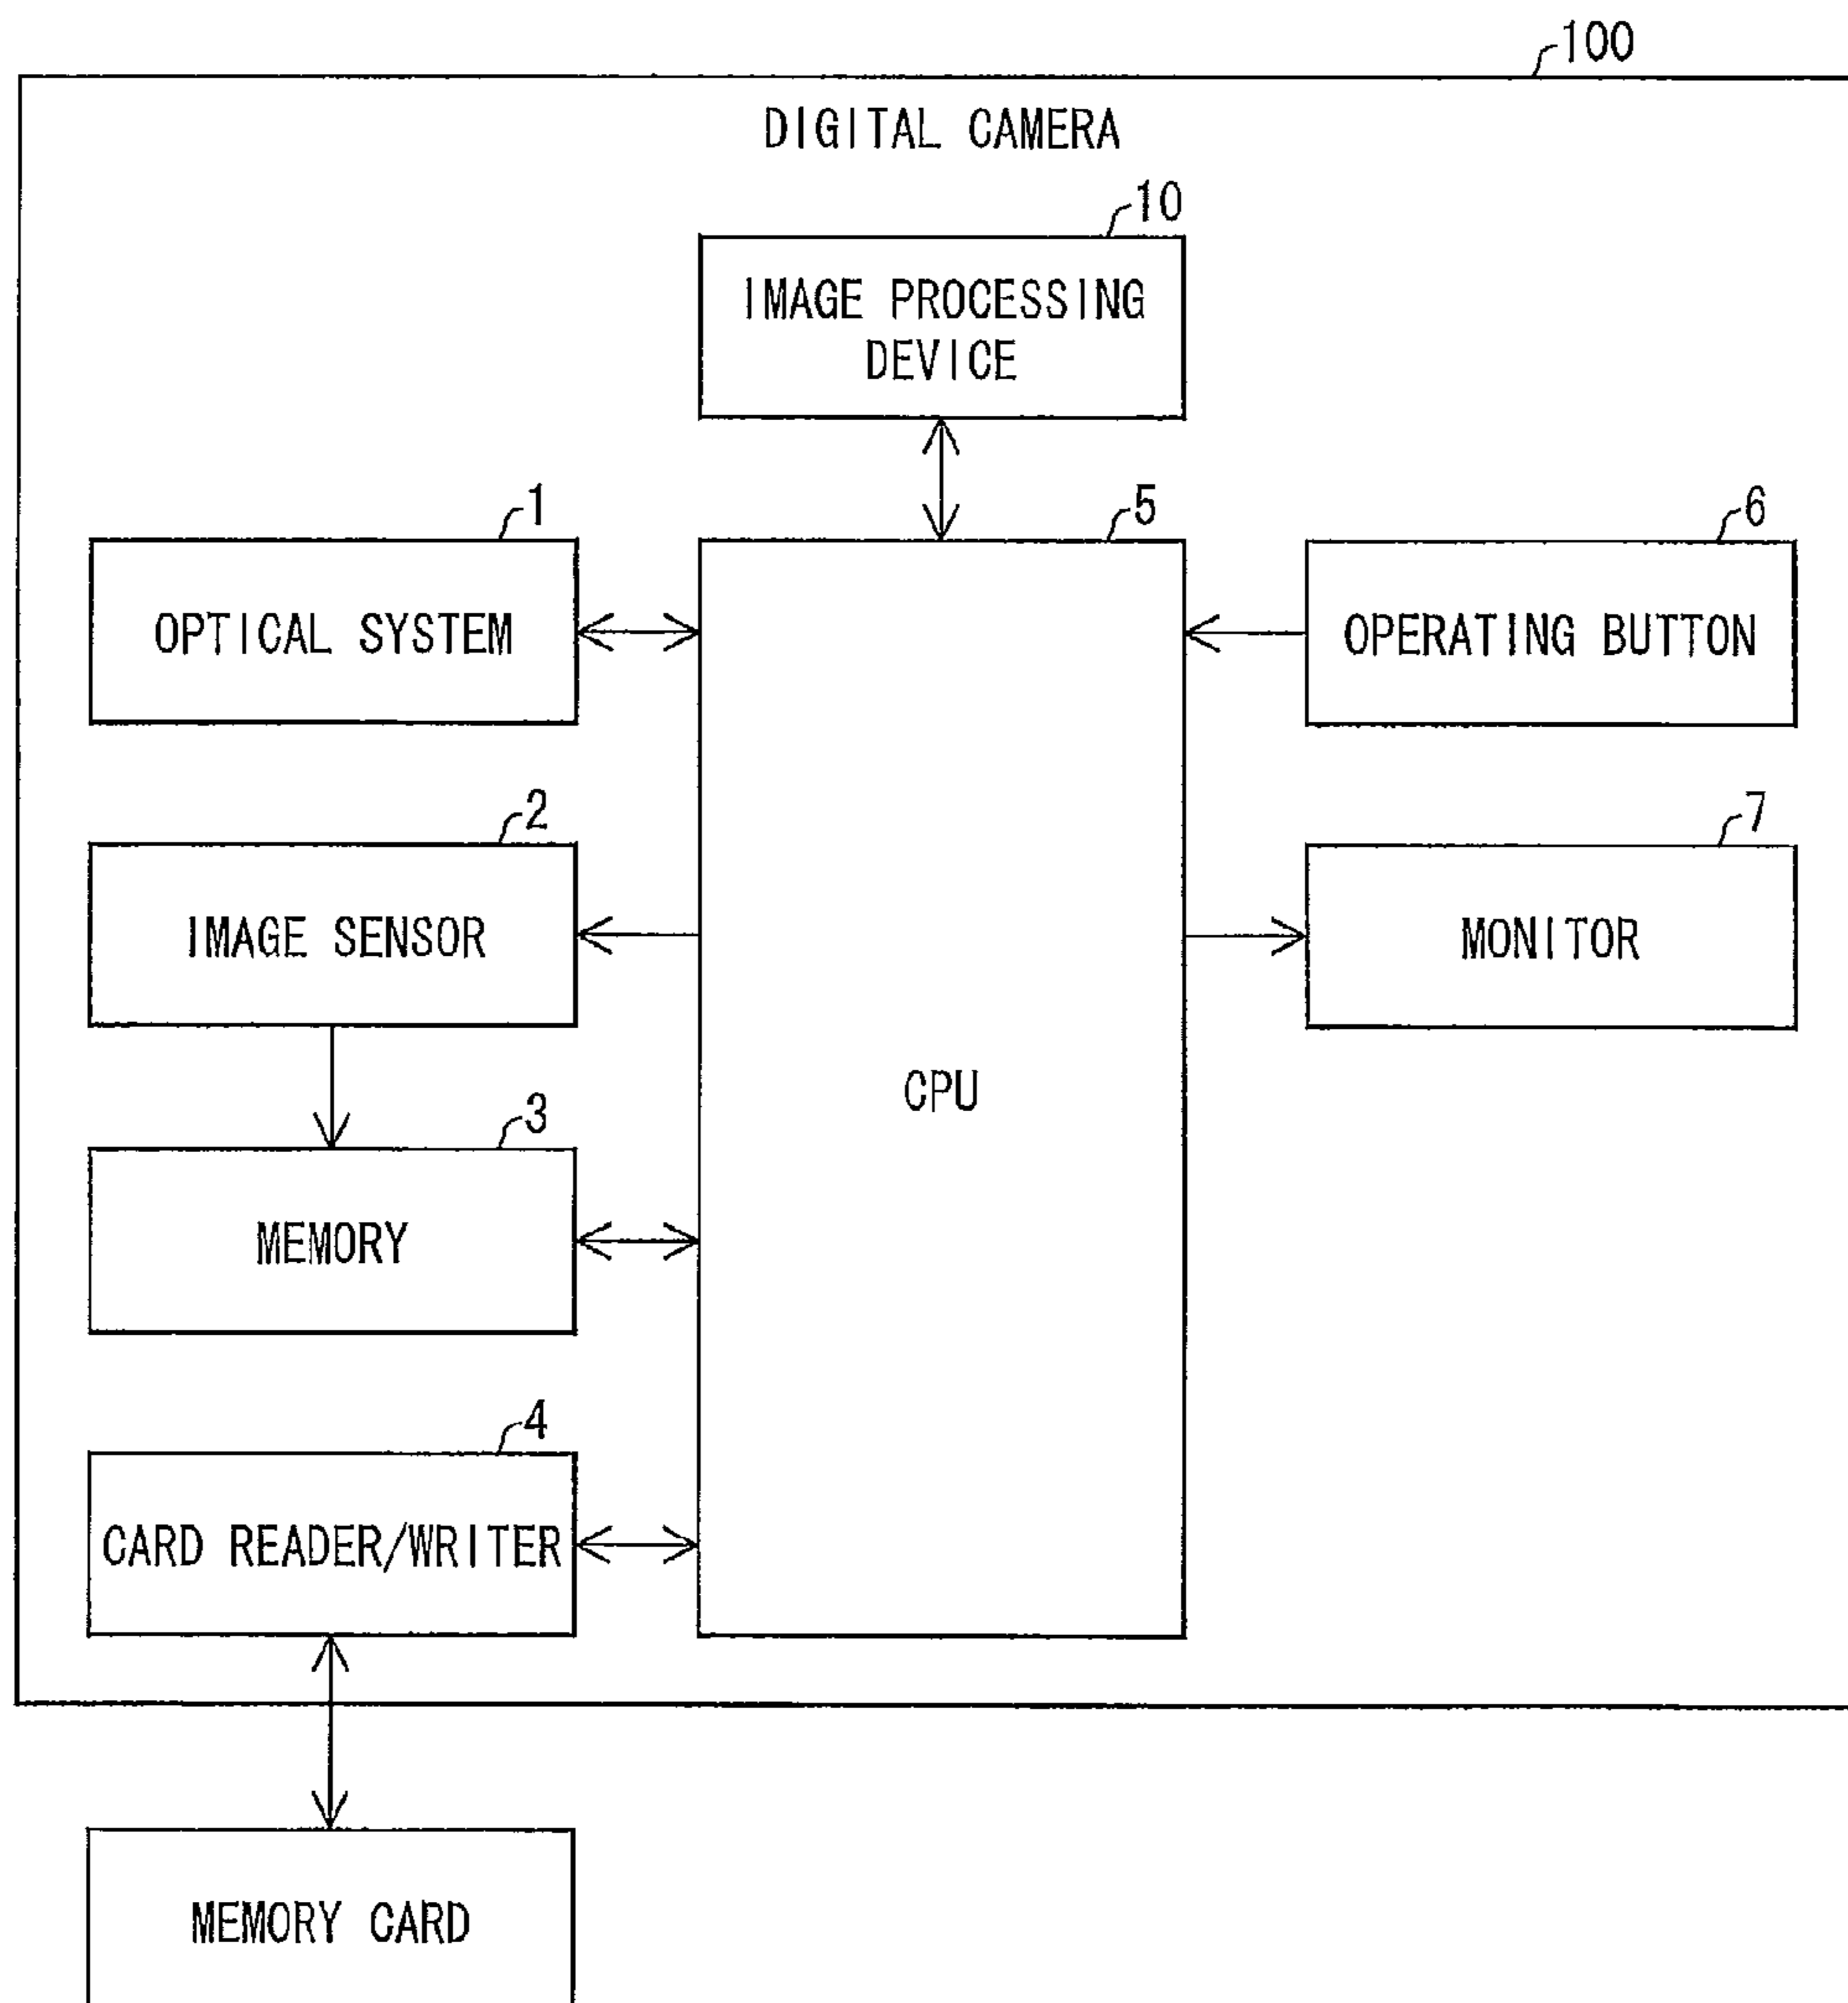 100
DIGITAL CAMERA
10
IMAGE PROCESSING
DEVICE
1
5
6
OPTICAL SYSTEM
OPERATING BUTTON
2
7
IMAGE SENSOR
MONITOR
CPU
3
MEMORY
4
CARD READER/WRITER
MEMORY CARD